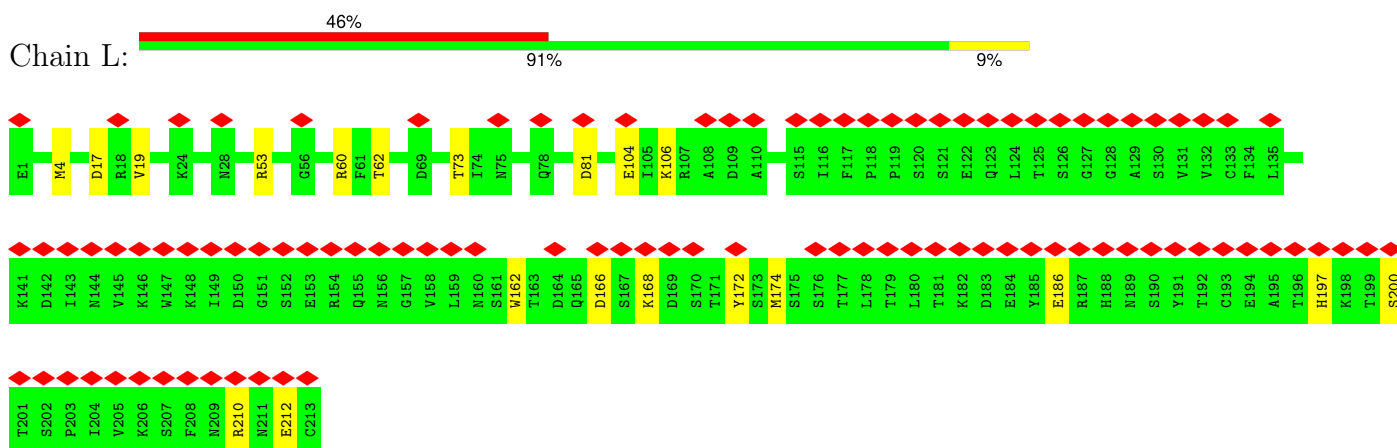 46%
Chain L:
91% 9%
E1 M4 D17 R18 V19 K24 N28 R53 G56 R60 F61 T62 D69 T73 I74 N75 Q78 D81 E104 I105 K106 R107 A108 D109 A110 S115 I116 F117 P118 P119 S120 S121 E122 Q123 L124 T125 S126 G127 G128 A129 S130 V131 V132 C133 F134 L135
K141 D142 I143 N144 V145 K146 W147 K148 I149 D150 G151 S152 E153 R154 Q155 N156 G157 V158 L159 N160 S161 W162 T163 D164 Q165 D166 S167 K168 D169 S170 T171 Y172 S173 M174 S175 S176 T177 L178 T179 L180 T181 K182 D183 E184 Y185 E186 R187 H188 N189 S190 Y191 T192 C193 E194 A195 T196 H197 K198 T199 S200
T201 S202 P203 I204 V205 K206 S207 F208 N209 R210 N211 E212 C213